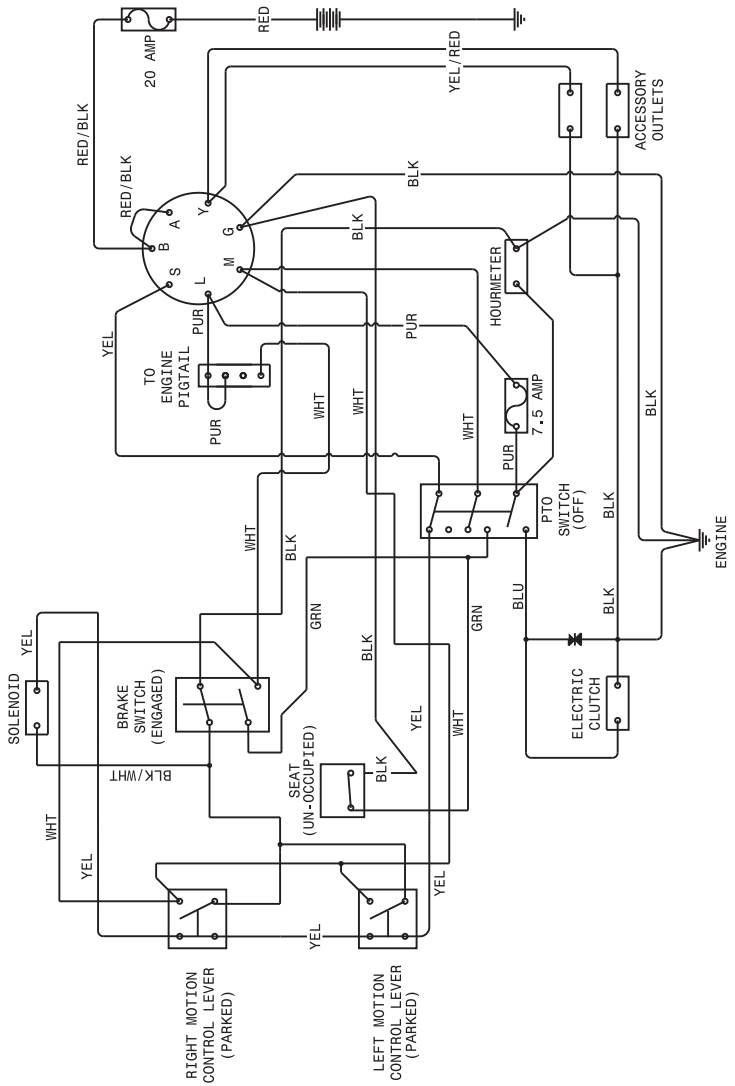 RED
20 AMP
RED/BLK
RED/BLK
YEL/RED
ACCESSORY
OUTLETS
A
Y
B
G
S
M
L
BLK
BLK
HOURMETER
YEL
PUR
PUR
TO
ENGINE
PIGTAIL
PUR
WHT
WHT
WHT
7.5 AMP
PUR
BLK
PTO
SWITCH
(OFF)
BLK
WHT
BLK
ENGINE
GRN
GRN
BLU
BLK
YEL
SOLENOID
BRAKE
SWITCH
(ENGAGED)
BLK
YEL
WHT
ELECTRIC
CLUTCH
BLK/WHT
SEAT
(UN-OCCUPIED)
BLK
WHT
YEL
YEL
YEL
RIGHT MOTION
CONTROL LEVER
(PARKED)
LEFT MOTION
CONTROL LEVER
(PARKED)